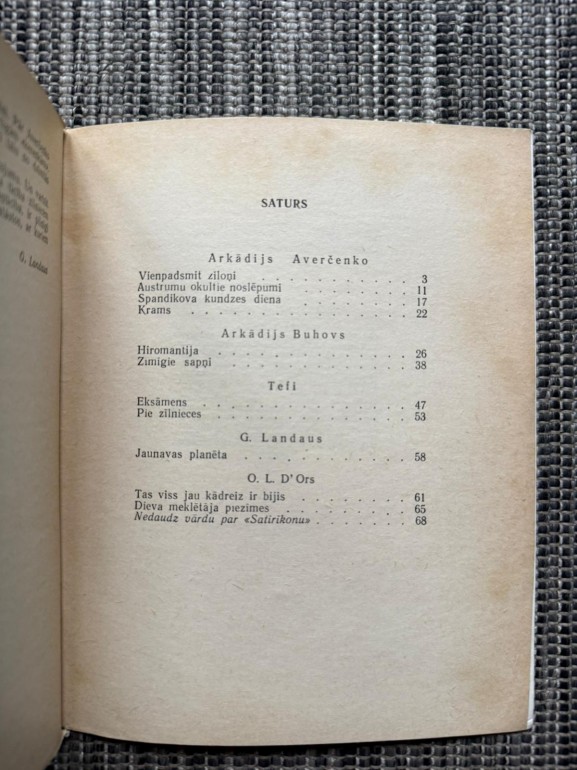 G. Landaus
SATURS
Arkādijs Averčenko
Vienpadsmit ziloņi . . . . . . . . . . . 3
Austrumu okultie noslēpumi . . . . . . . . 11
Spandikova kundzes diena . . . . . . . . 17
Krams . . . . . . . . . . . . . . 22
Arkādijs Buhovs
Hiromantija . . . . . . . . . . . . . 26
Zīmīgie sapņi . . . . . . . . . . . . 38
Tefi
Eksāmens . . . . . . . . . . . . . 47
Pie zīlnieces . . . . . . . . . . . . 53
G. Landaus
Jaunavas planēta . . . . . . . . . . . 58
O. L. D'Ors
Tas viss jau kādreiz ir bijis . . . . . . . . 61
Dieva meklētāja piezīmes . . . . . . . . . 65
Nedaudz vārdu par «Satirikonu» . . . . . . . 68